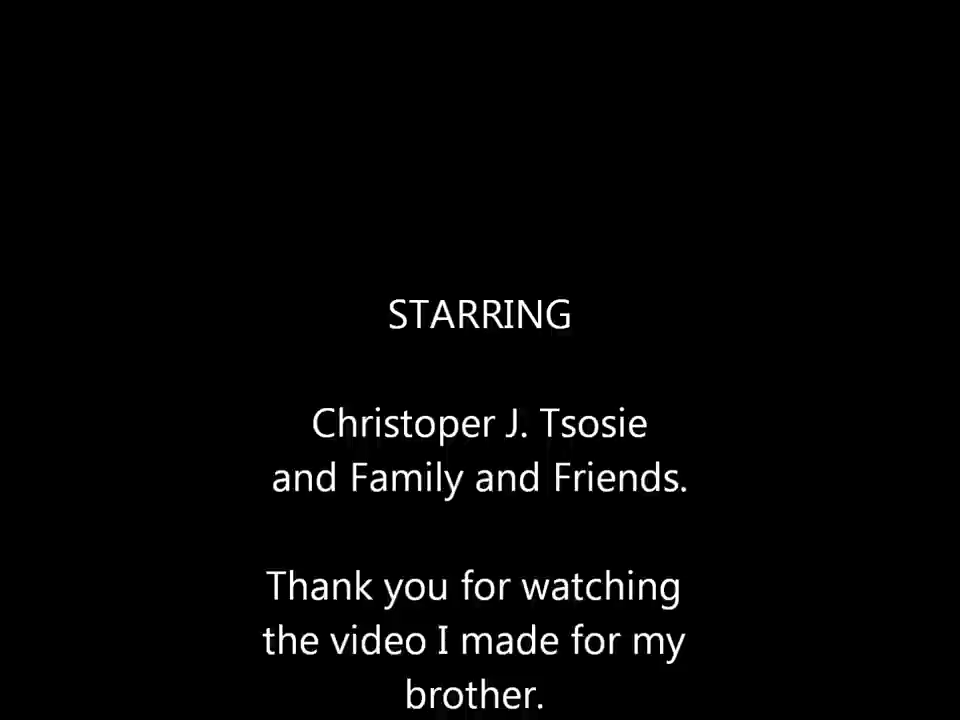 STARRING
Christoper J. Tsosie
and Family and Friends.
Thank you for watching
the video I made for my
brother.